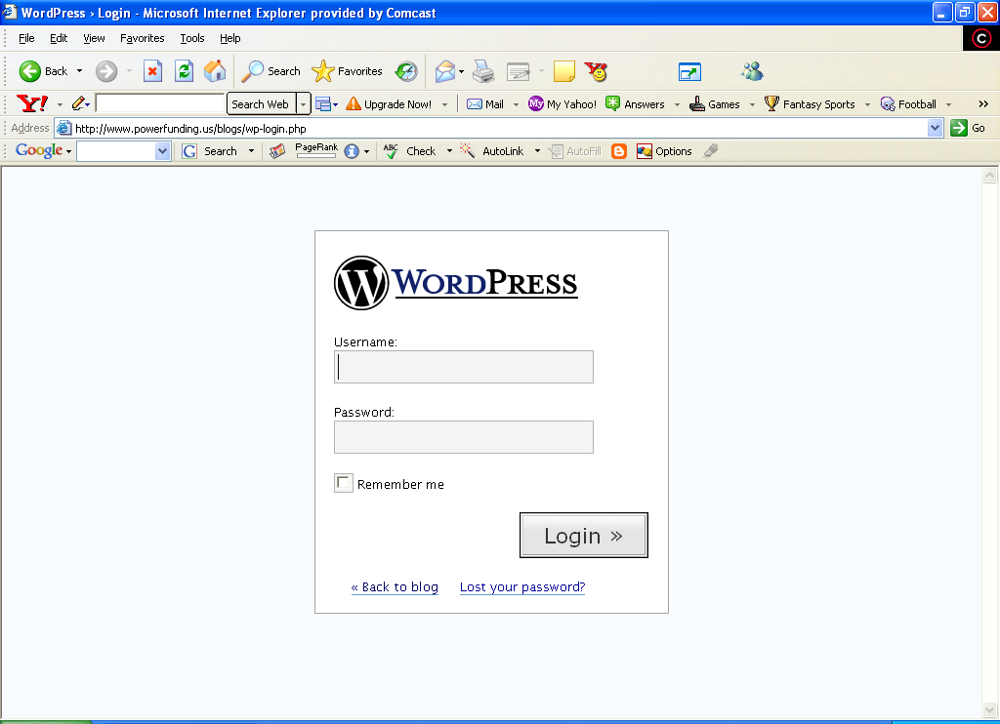 WordPress › Login - Microsoft Internet Explorer provided by Comcast
File Edit View Favorites Tools Help
Back Search Favorites
Y! Search Web Upgrade Now! Mail My Yahoo! Answers Games Fantasy Sports Football »
Address http://www.powerfunding.us/blogs/wp-login.php Go
Google G Search PageRank ABC Check AutoLink AutoFill Options
WORDPRESS
Username:
Password:
Remember me
Login »
« Back to blog Lost your password?